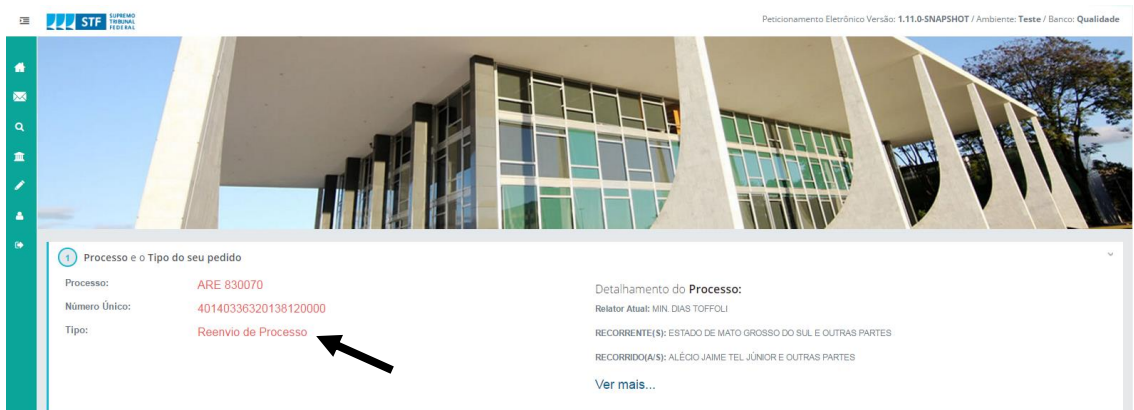 STF SUPREMO
TRIBUNAL
FEDERAL
Peticionamento Eletrônico Versão: 1.11.0-SNAPSHOT / Ambiente: Teste / Banco: Qualidade
1 Processo e o Tipo do seu pedido
Processo: ARE 830070
Número Único: 40140336320138120000
Tipo: Reenvio de Processo
Detalhamento do Processo:
Relator Atual: MIN. DIAS TOFFOLI
RECORRENTE(S): ESTADO DE MATO GROSSO DO SUL E OUTRAS PARTES
RECORRIDO(A/S): ALÉCIO JAIME TEL JÚNIOR E OUTRAS PARTES
Ver mais...